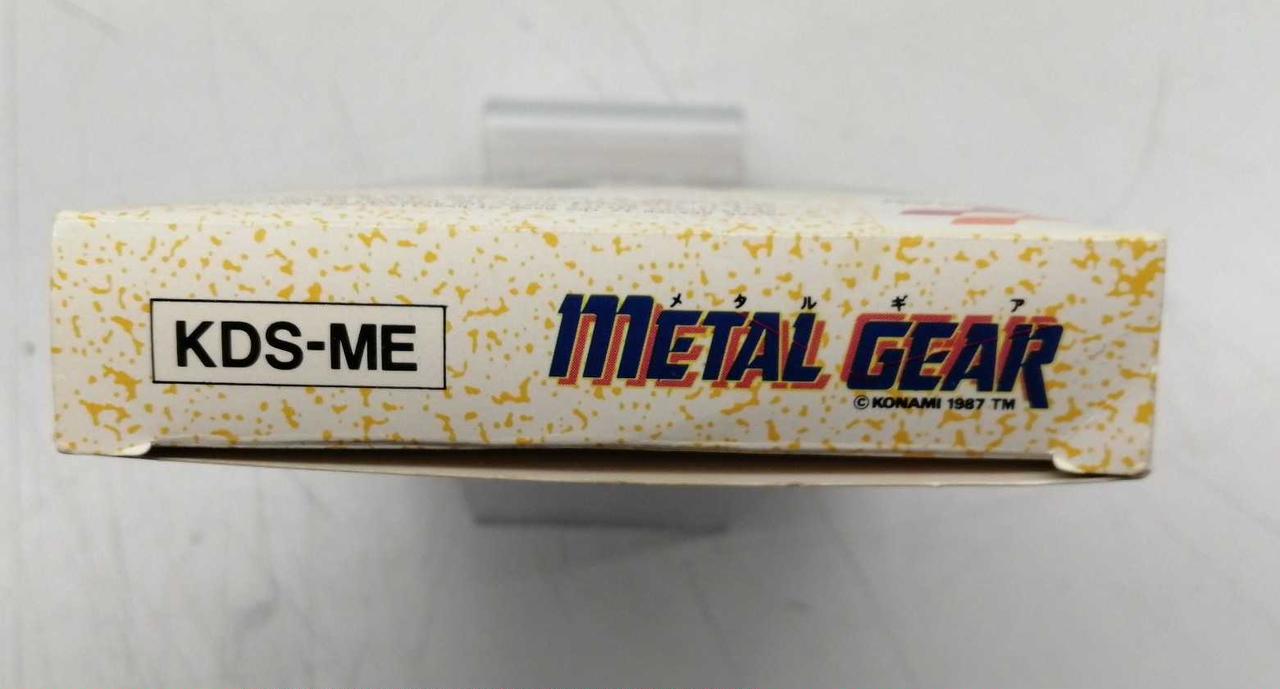 KDS-ME
メタルギア
METAL GEAR
© KONAMI 1987 TM